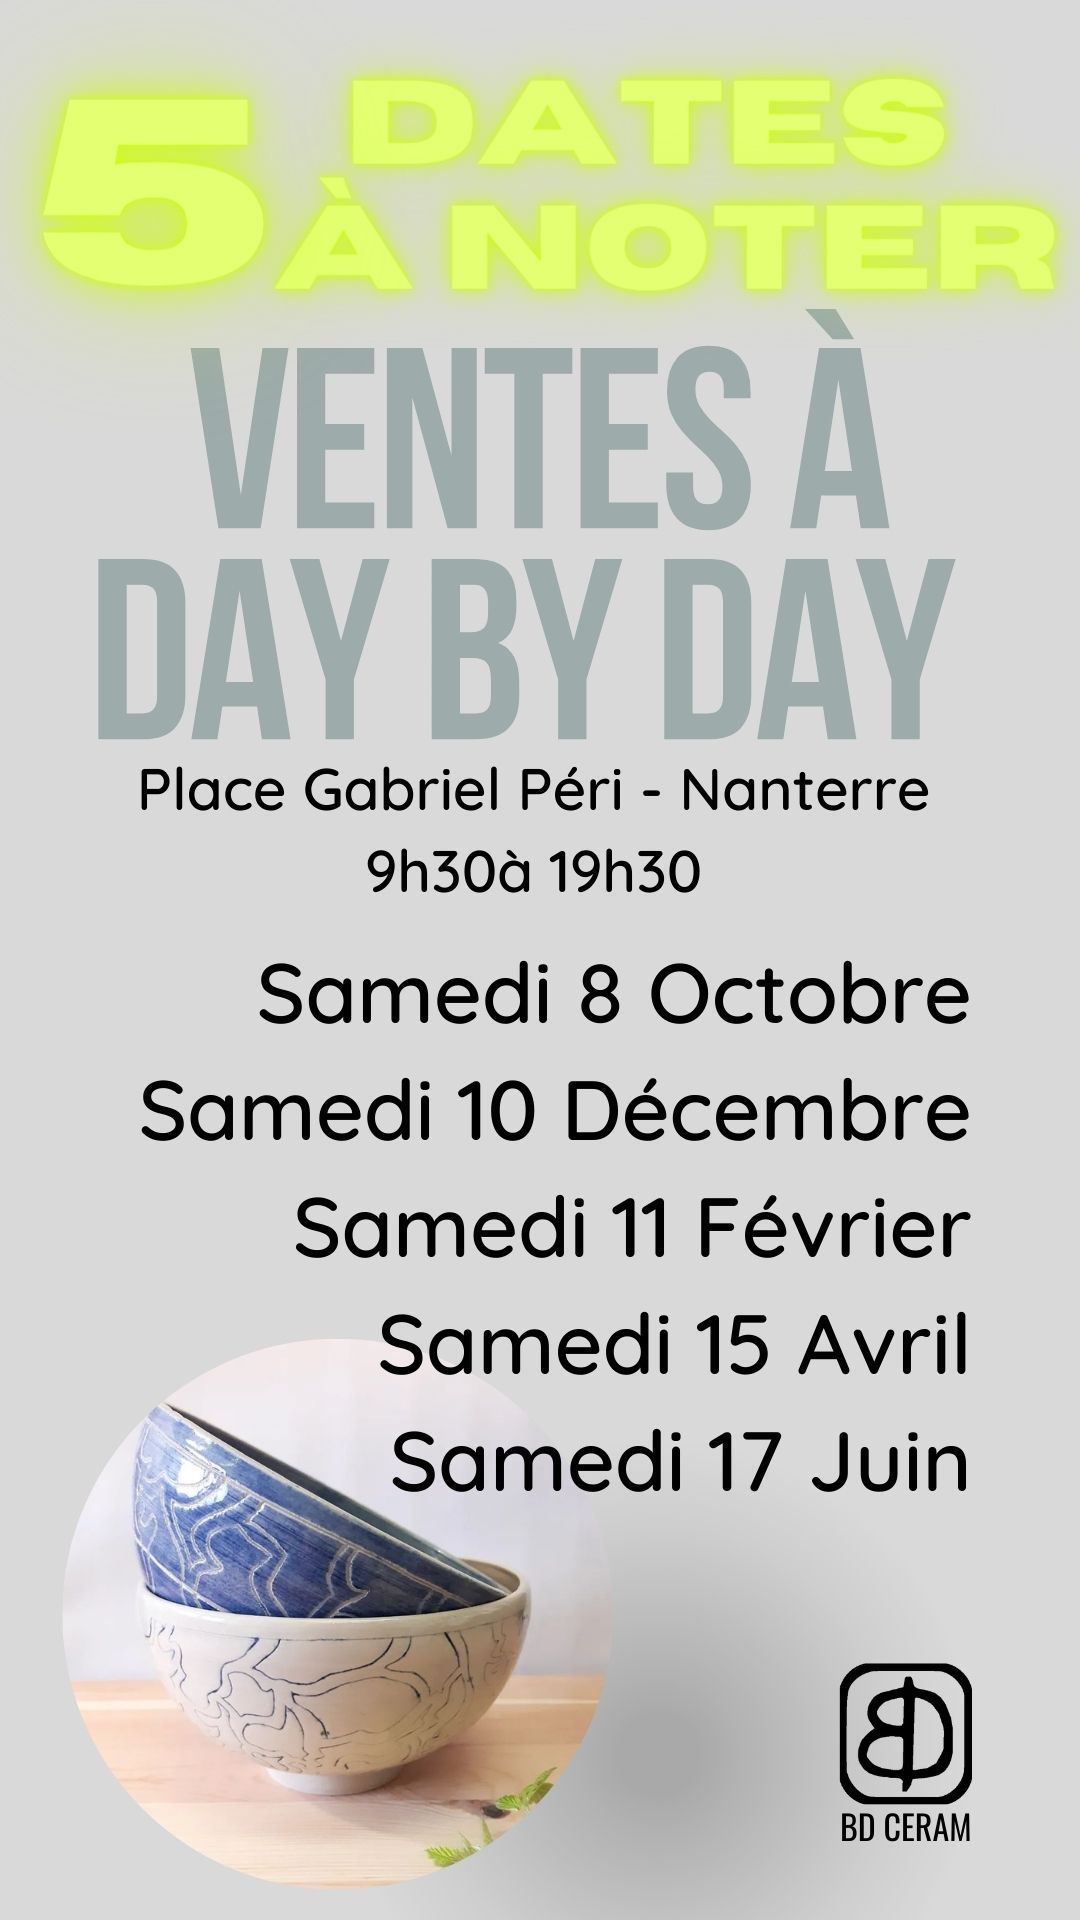 5 DATES
À NOTER
VENTES À
DAY BY DAY
Place Gabriel Péri - Nanterre
9h30à 19h30
Samedi 8 Octobre
Samedi 10 Décembre
Samedi 11 Février
Samedi 15 Avril
Samedi 17 Juin
BD
BD CERAM